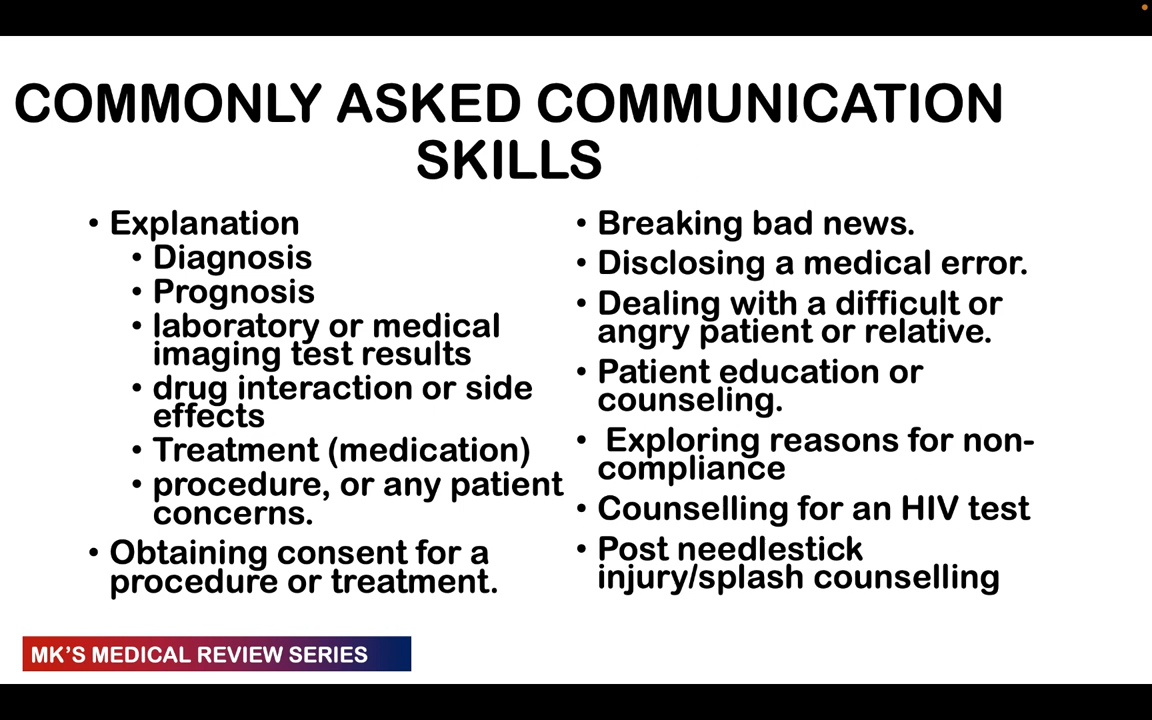 COMMONLY ASKED COMMUNICATION
SKILLS
• Explanation
• Diagnosis
• Prognosis
• laboratory or medical
imaging test results
• drug interaction or side
effects
• Treatment (medication)
• procedure, or any patient
concerns.
• Obtaining consent for a
procedure or treatment.
• Breaking bad news.
• Disclosing a medical error.
• Dealing with a difficult or
angry patient or relative.
• Patient education or
counseling.
• Exploring reasons for non-
compliance
• Counselling for an HIV test
• Post needlestick
injury/splash counselling
MK'S MEDICAL REVIEW SERIES